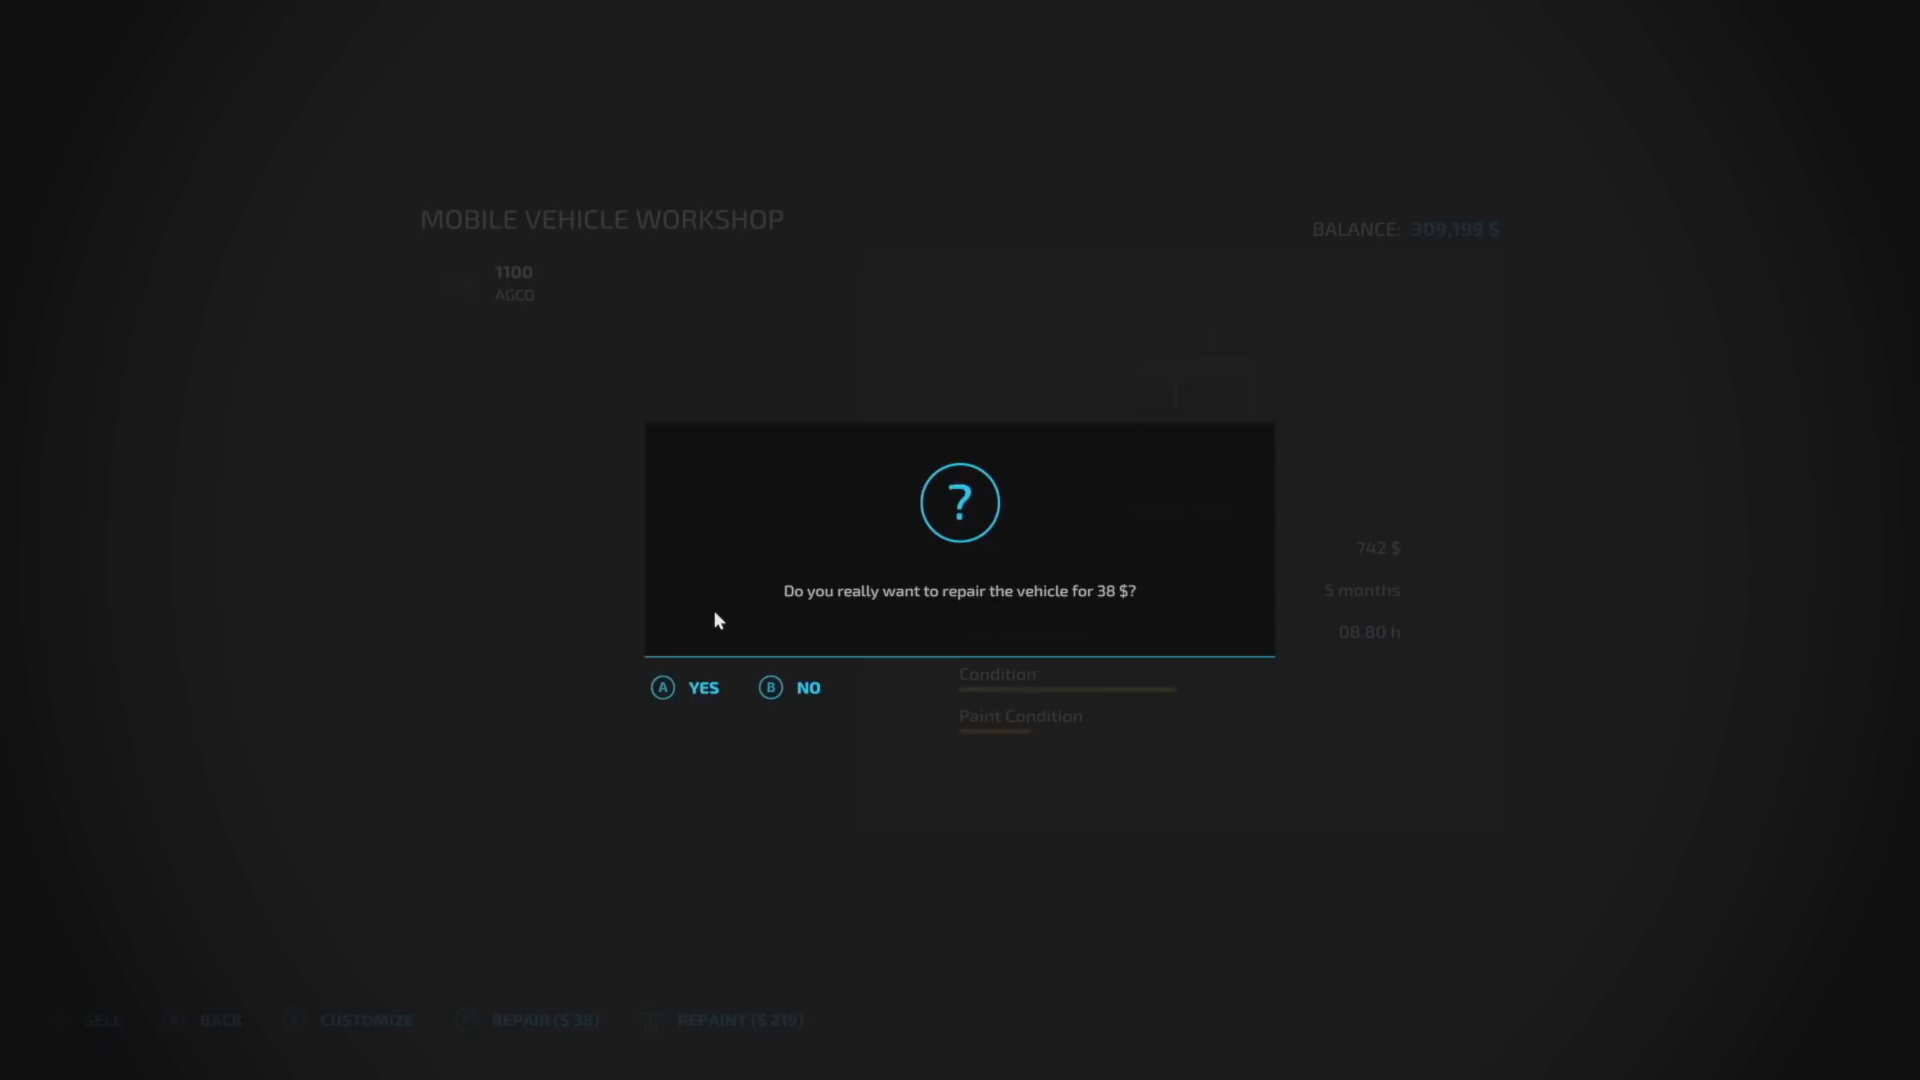 MOBILE VEHICLE WORKSHOP
BALANCE: 309,199 $
1100
AGCO
?
Do you really want to repair the vehicle for 38 $?
742 $
5 months
08.80 h
A YES B NO
Condition
Paint Condition
SELL BACK CUSTOMIZE REPAIR ($ 38) REPAINT ($ 219)